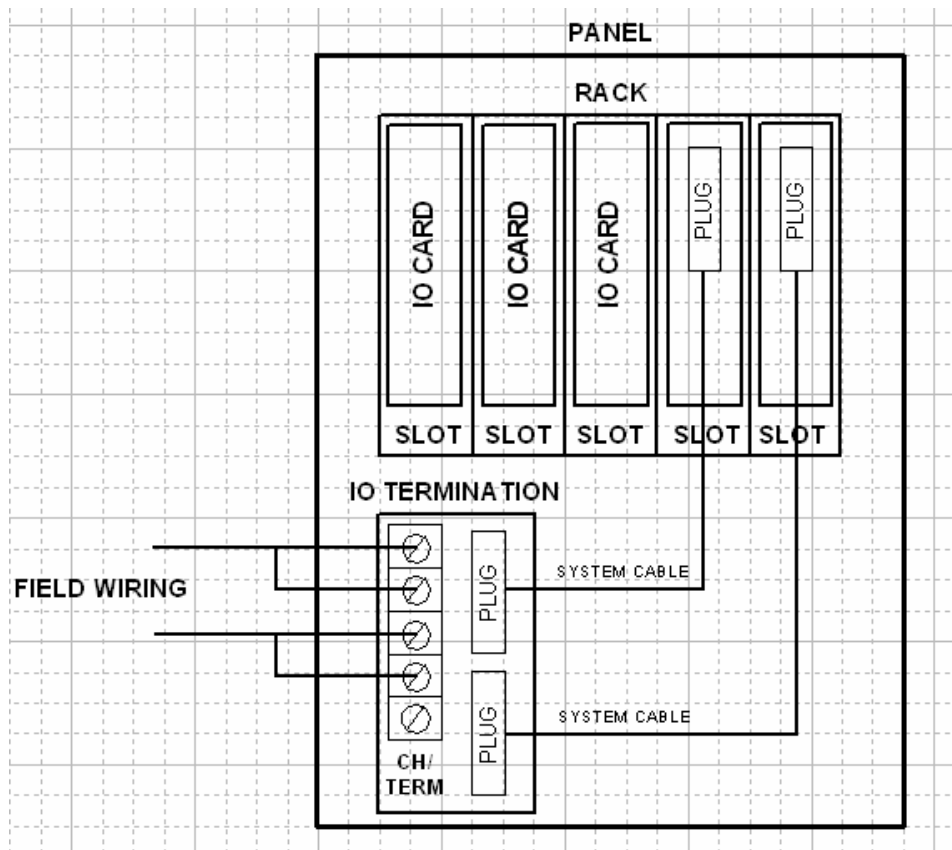 PANEL
RACK
IO CARD
IO CARD
IO CARD
PLUG
PLUG
SLOT
SLOT
SLOT
SLOT
SLOT
IO TERMINATION
FIELD WIRING
PLUG
SYSTEM CABLE
PLUG
SYSTEM CABLE
CH/
TERM